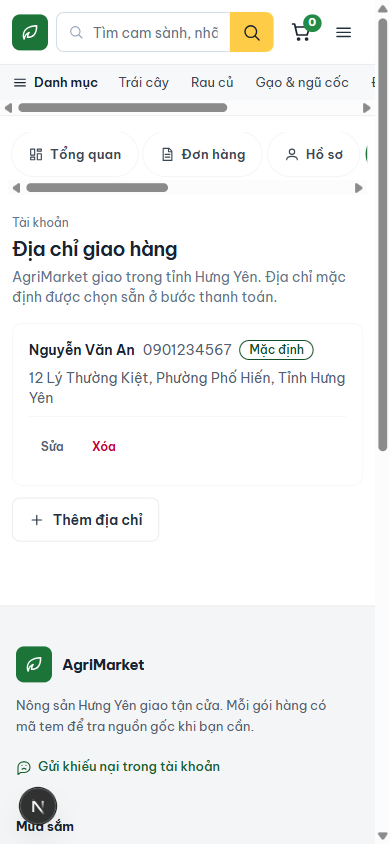 Tìm cam sành, nhã
0
Danh mục
Trái cây
Rau củ
Gạo & ngũ cốc
Tổng quan
Đơn hàng
Hồ sơ
Tài khoản
Địa chỉ giao hàng
AgriMarket giao trong tỉnh Hưng Yên. Địa chỉ mặc
định được chọn sẵn ở bước thanh toán.
Nguyễn Văn An 0901234567 Mặc định
12 Lý Thường Kiệt, Phường Phố Hiến, Tỉnh Hưng
Yên
Sửa
Xóa
Thêm địa chỉ
AgriMarket
Nông sản Hưng Yên giao tận cửa. Mỗi gói hàng có
mã tem để tra nguồn gốc khi bạn cần.
Gửi khiếu nại trong tài khoản
N
Mua sắm